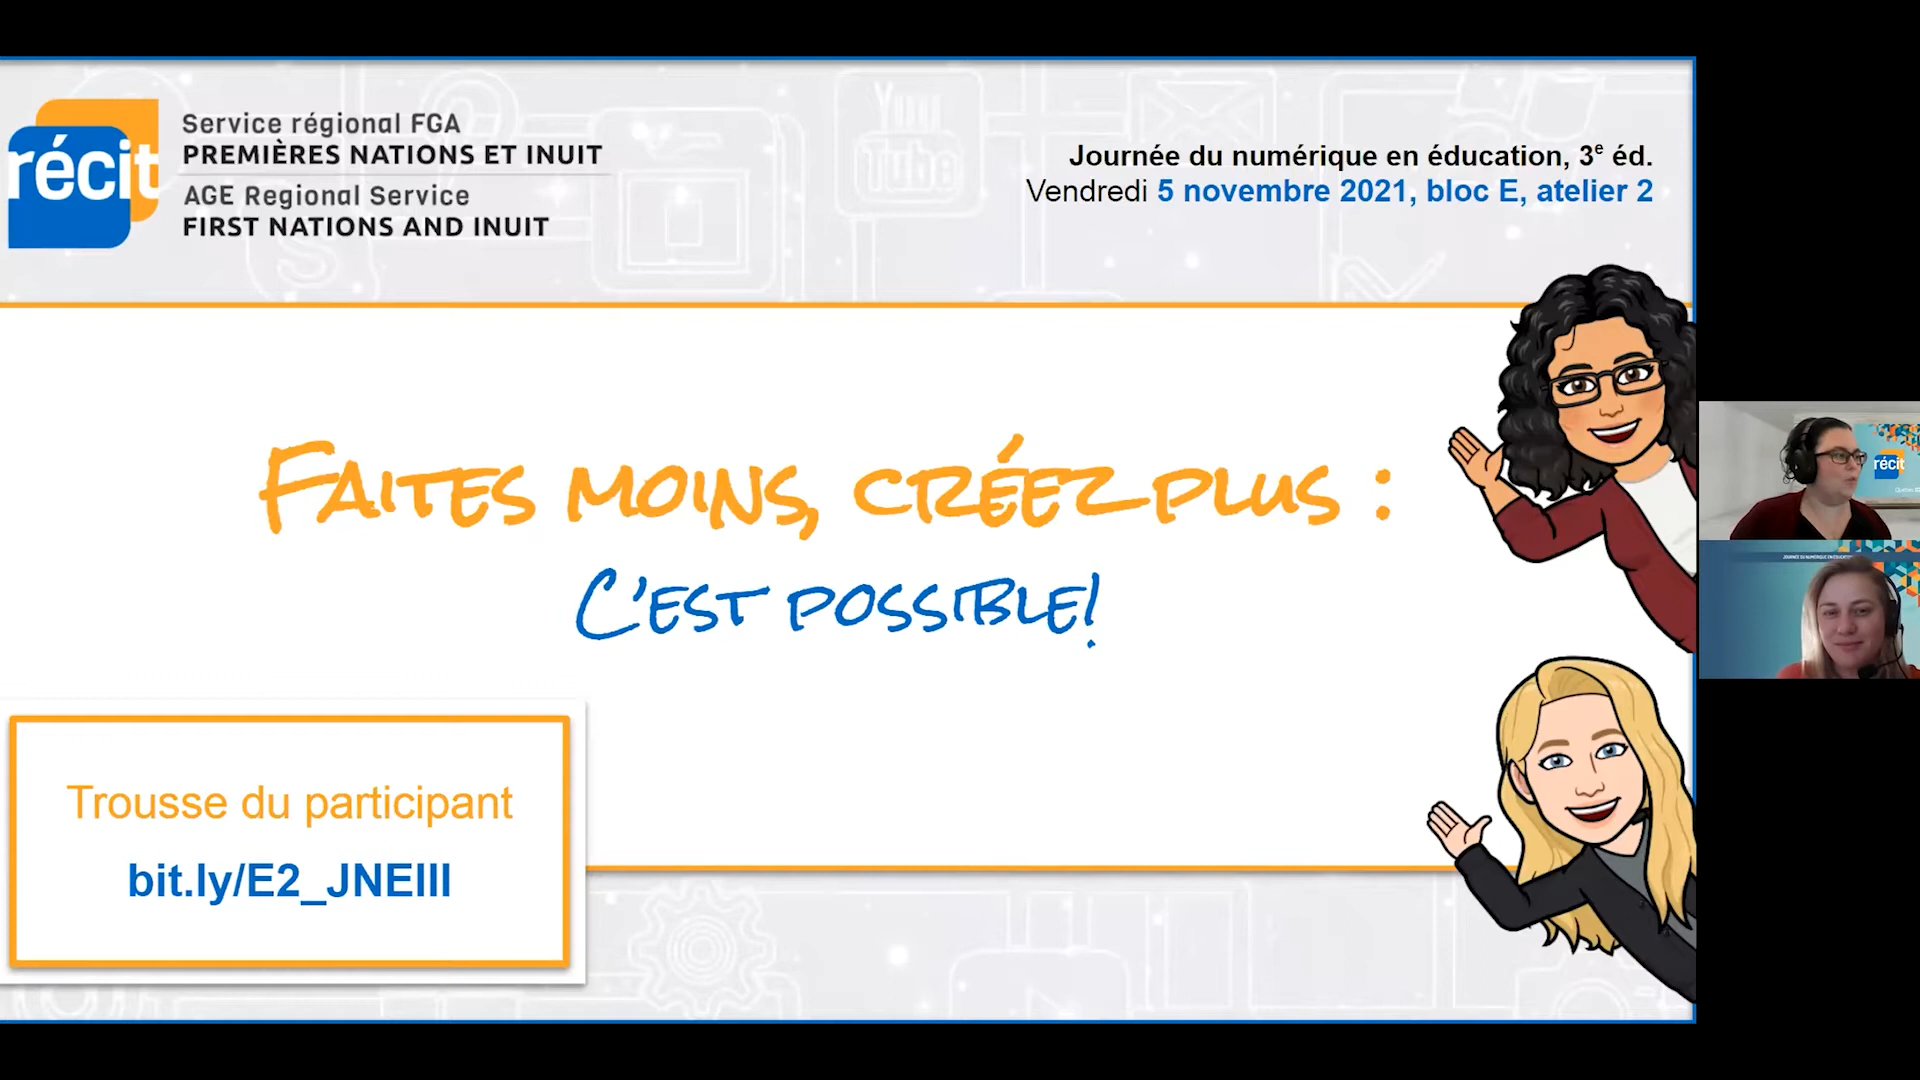 récit
Service régional FGA
PREMIÈRES NATIONS ET INUIT
AGE Regional Service
FIRST NATIONS AND INUIT
You
Tube
Journée du numérique en éducation, 3e éd.
Vendredi 5 novembre 2021, bloc E, atelier 2
Faites moins, créez plus :
C'est possible!
Trousse du participant
bit.ly/E2_JNEIII
récit